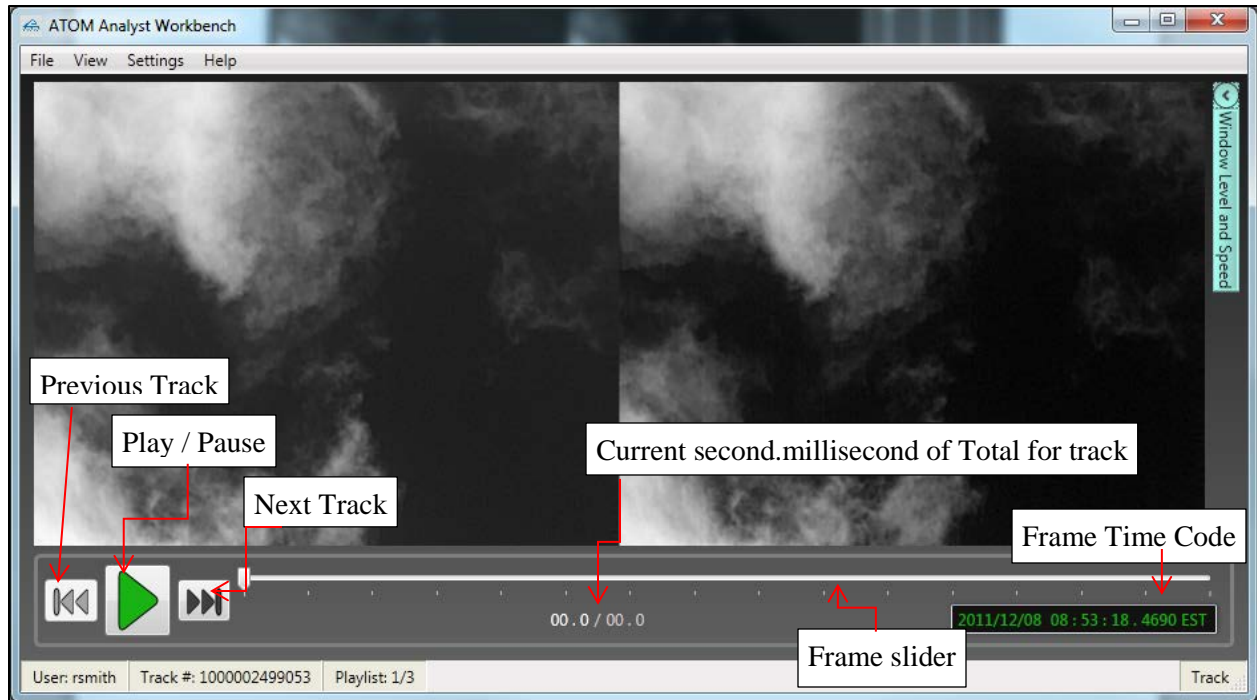 ATOM Analyst Workbench
File View Settings Help
Window Level and Speed
Previous Track
Play / Pause
Next Track
Current second.millisecond of Total for track
Frame Time Code
00.0 / 00.0
2011/12/08 08:53:18.4690 EST
Frame slider
User: rsmith Track #: 1000002499053 Playlist: 1/3 Track